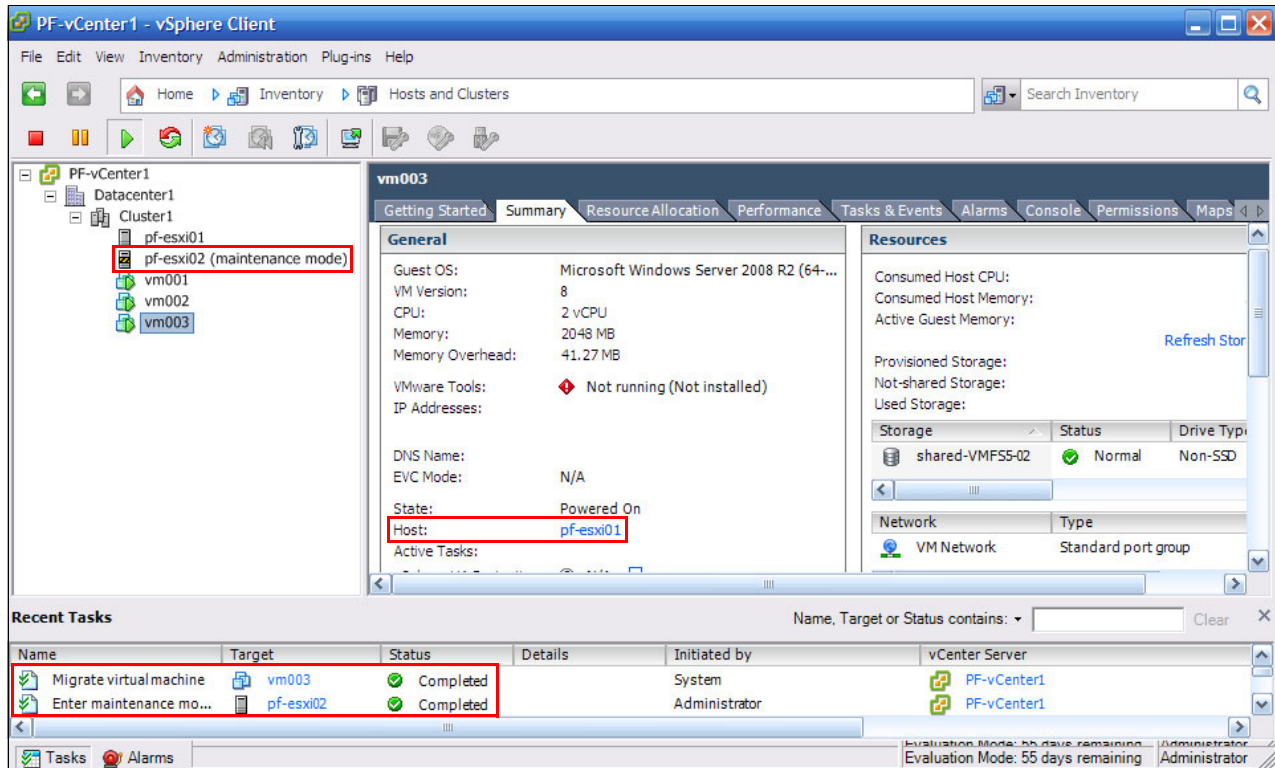 PF-vCenter1 - vSphere Client
File Edit View Inventory Administration Plug-ins Help
Home Inventory Hosts and Clusters Search Inventory
PF-vCenter1
Datacenter1
Cluster1
pf-esxi01
pf-esxi02 (maintenance mode)
vm001
vm002
vm003
vm003
Getting Started Summary Resource Allocation Performance Tasks & Events Alarms Console Permissions Maps
General
Guest OS: Microsoft Windows Server 2008 R2 (64-...
VM Version: 8
CPU: 2 vCPU
Memory: 2048 MB
Memory Overhead: 41.27 MB
VMware Tools: Not running (Not installed)
IP Addresses:
DNS Name:
EVC Mode: N/A
State: Powered On
Host: pf-esxi01
Active Tasks:
Resources
Consumed Host CPU:
Consumed Host Memory:
Active Guest Memory:
Refresh Stor
Provisioned Storage:
Not-shared Storage:
Used Storage:
Storage Status Drive Type
shared-VMFS5-02 Normal Non-SSD
Network Type
VM Network Standard port group
Recent Tasks Name, Target or Status contains: Clear
Name Target Status Details Initiated by vCenter Server
Migrate virtual machine vm003 Completed System PF-vCenter1
Enter maintenance mo... pf-esxi02 Completed Administrator PF-vCenter1
Tasks Alarms Evaluation Mode: 55 days remaining Administrator